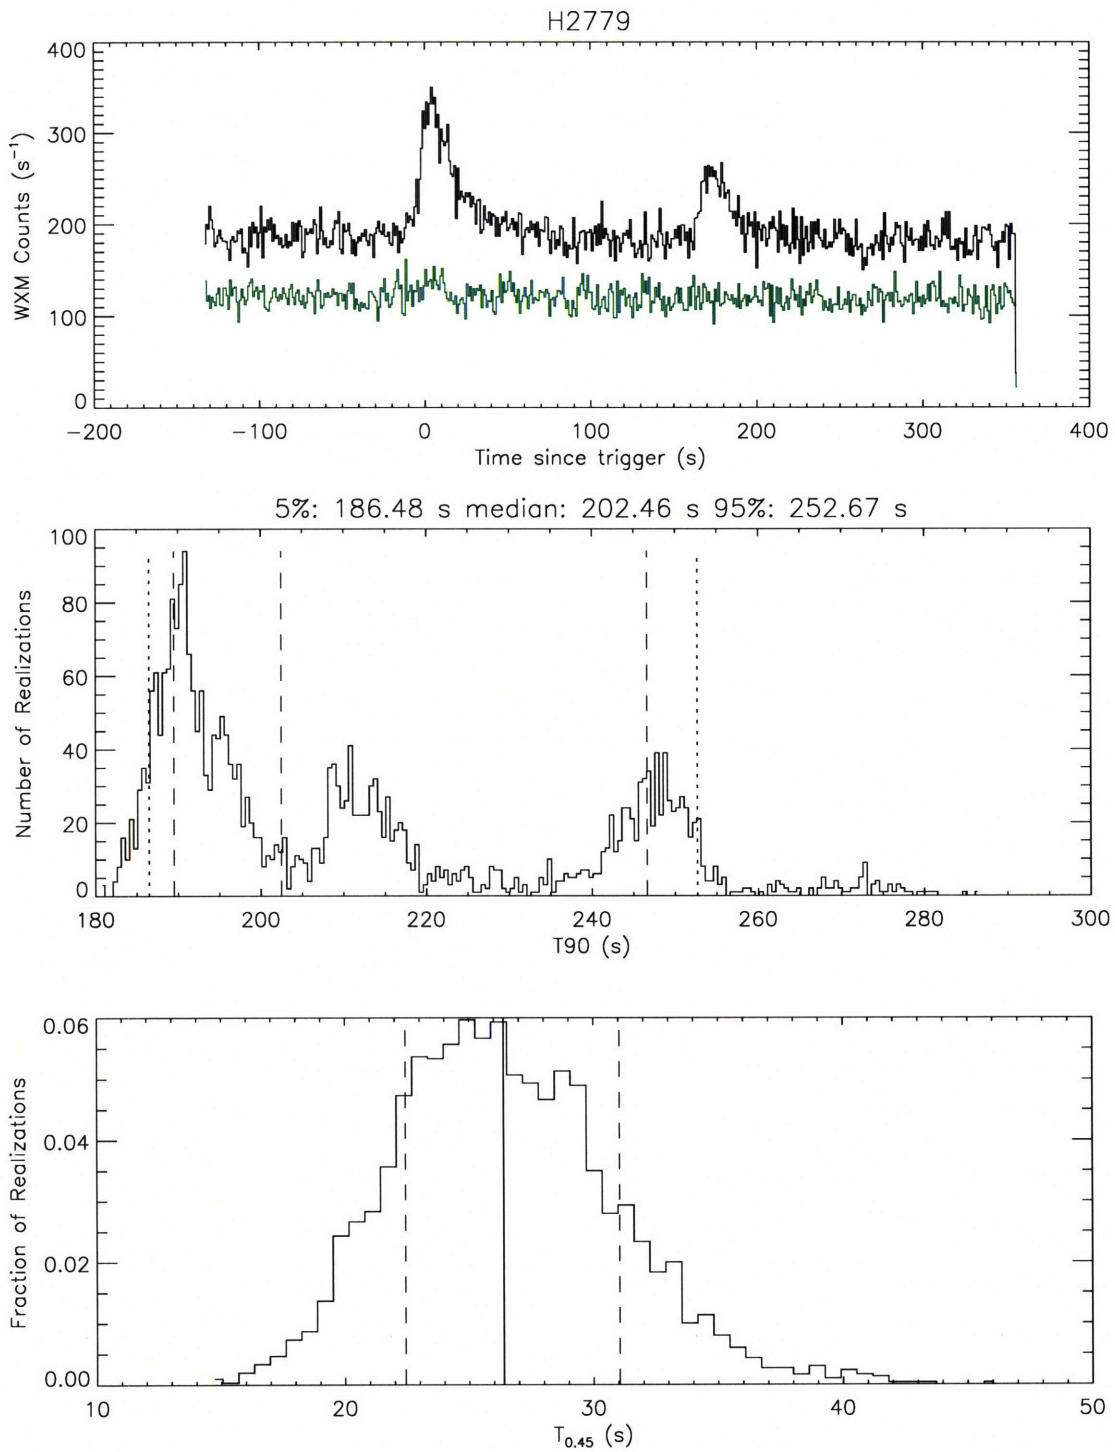 H2779
400
300
200
100
0
WXM Counts (s⁻¹)
−200 −100 0 100 200 300 400
Time since trigger (s)
5%: 186.48 s median: 202.46 s 95%: 252.67 s
100
80
60
40
20
0
Number of Realizations
180 200 220 240 260 280 300
T90 (s)
0.06
0.04
0.02
0.00
Fraction of Realizations
10 20 30 40 50
T₀.₄₅ (s)